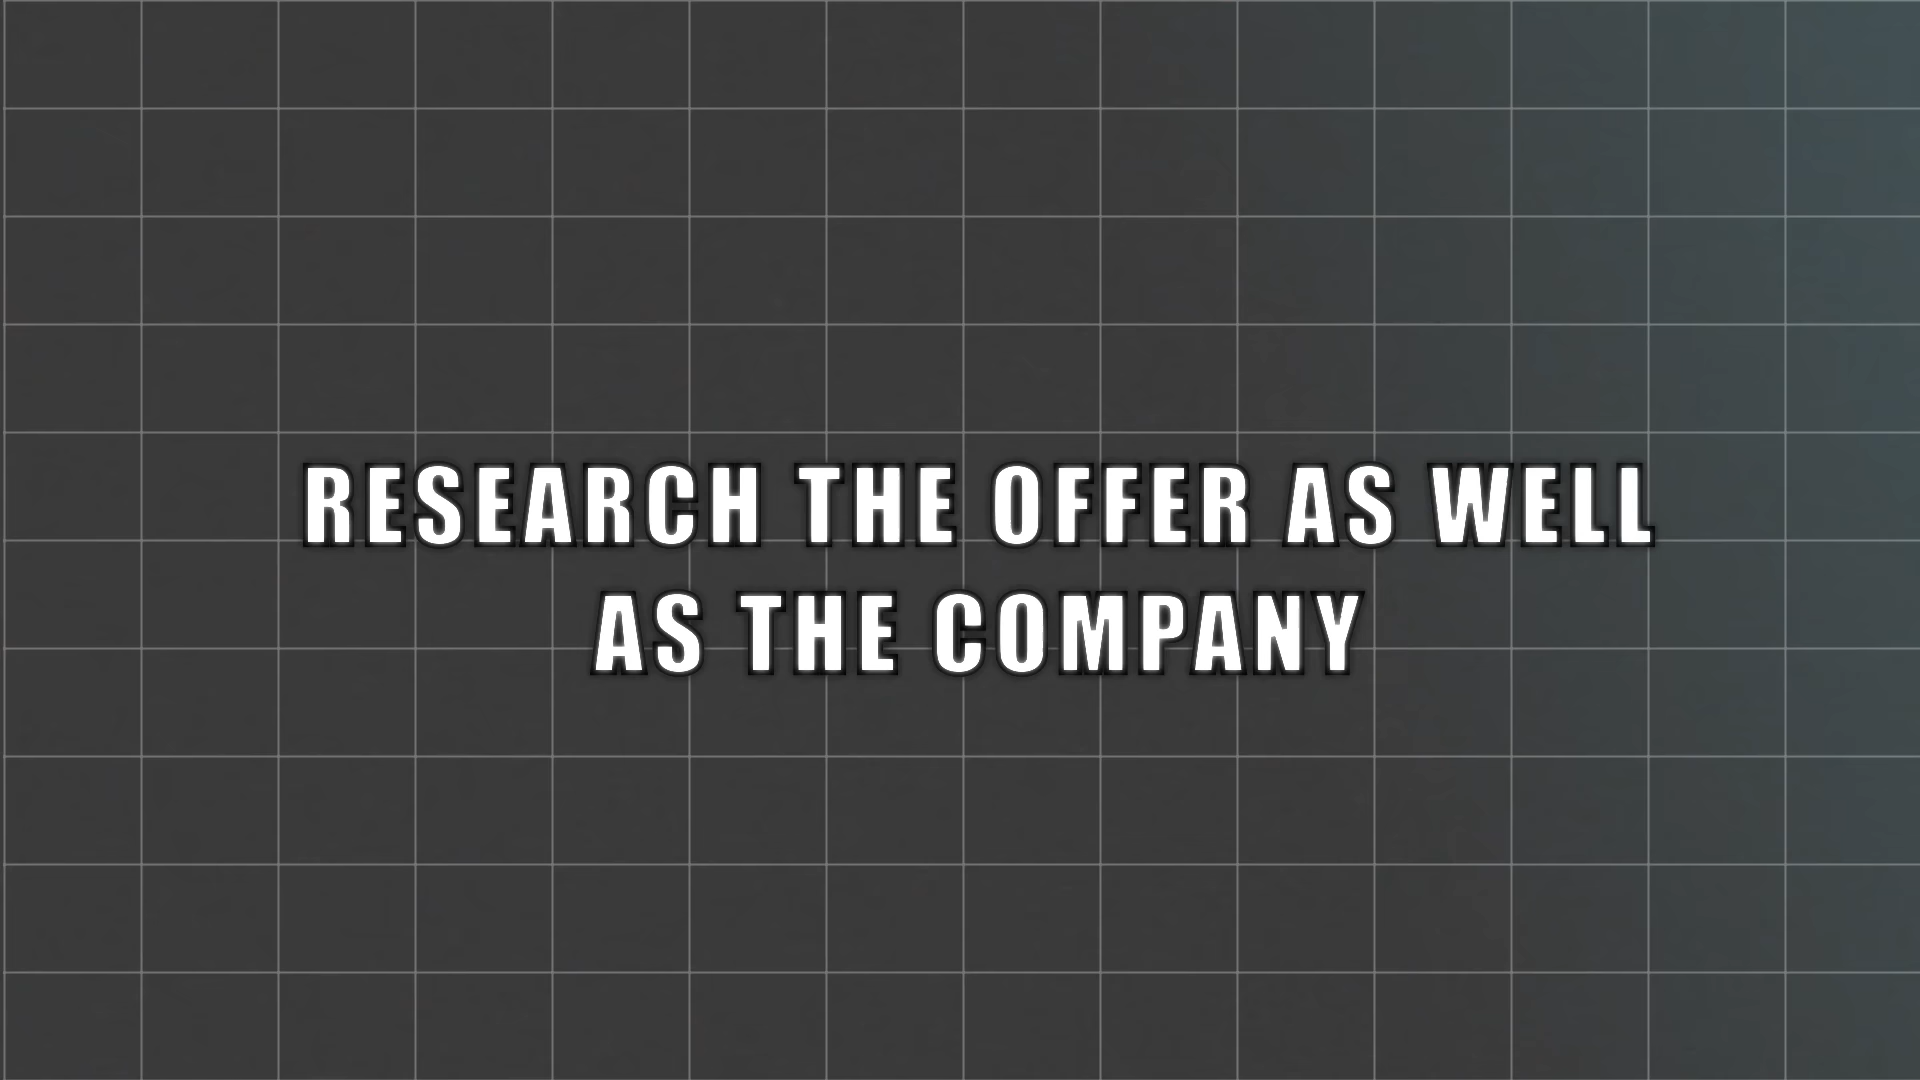 RESEARCH THE OFFER AS WELL
AS THE COMPANY